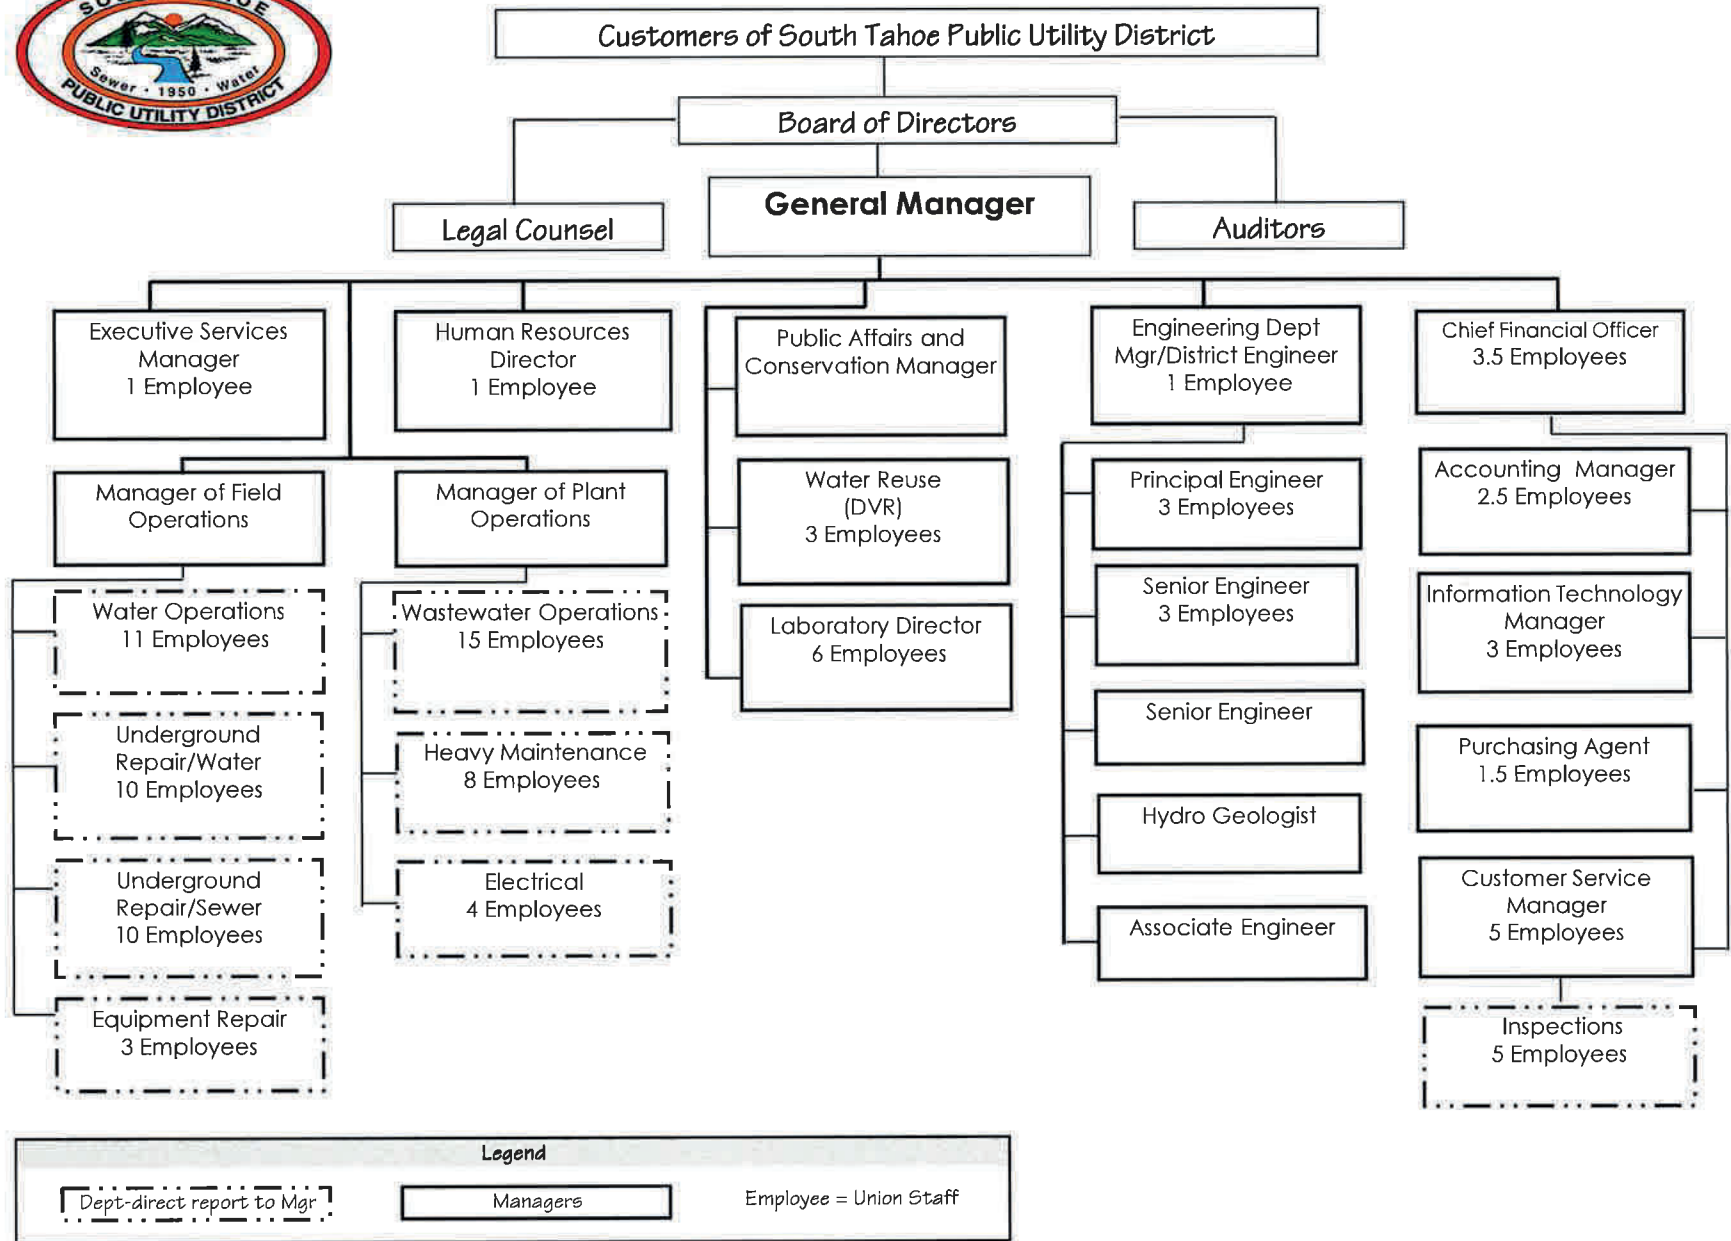 SOUTH TAHOE
Sewer · 1950 · Water
PUBLIC UTILITY DISTRICT
Customers of South Tahoe Public Utility District
Board of Directors
General Manager
Legal Counsel
Auditors
Executive Services
Manager
1 Employee
Human Resources
Director
1 Employee
Public Affairs and
Conservation Manager
Engineering Dept
Mgr/District Engineer
1 Employee
Chief Financial Officer
3.5 Employees
Manager of Field
Operations
Manager of Plant
Operations
Water Reuse
(DVR)
3 Employees
Principal Engineer
3 Employees
Accounting Manager
2.5 Employees
Water Operations
11 Employees
Wastewater Operations
15 Employees
Laboratory Director
6 Employees
Senior Engineer
3 Employees
Information Technology
Manager
3 Employees
Underground
Repair/Water
10 Employees
Heavy Maintenance
8 Employees
Senior Engineer
Purchasing Agent
1.5 Employees
Underground
Repair/Sewer
10 Employees
Electrical
4 Employees
Hydro Geologist
Customer Service
Manager
5 Employees
Associate Engineer
Equipment Repair
3 Employees
Inspections
5 Employees
Legend
Dept-direct report to Mgr
Managers
Employee = Union Staff